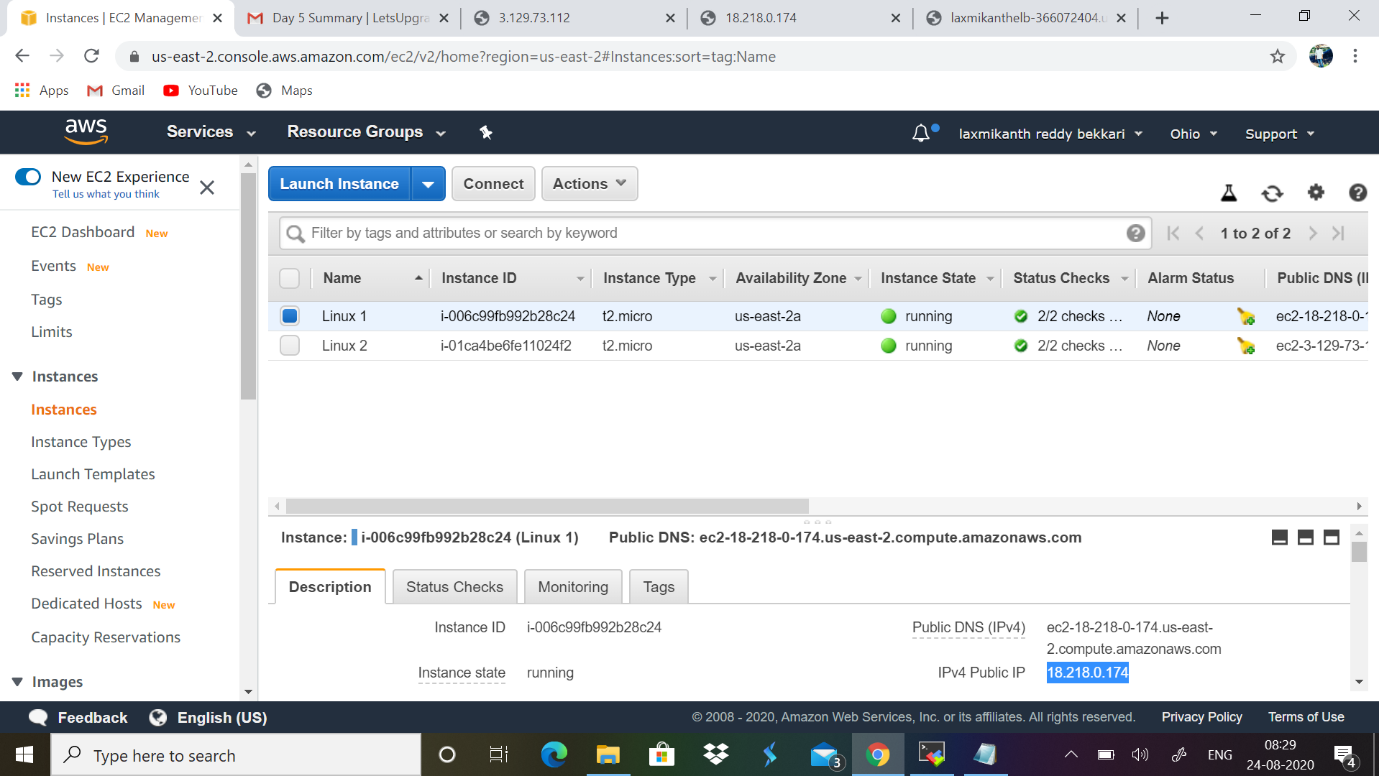 Instances | EC2 Managemen
Day 5 Summary | LetsUpgra
3.129.73.112
18.218.0.174
laxmikanthelb-366072404.u
us-east-2.console.aws.amazon.com/ec2/v2/home?region=us-east-2#Instances:sort=tag:Name
Apps Gmail YouTube Maps
aws Services Resource Groups laxmikanth reddy bekkari Ohio Support
New EC2 Experience
Tell us what you think
EC2 Dashboard New
Events New
Tags
Limits
Instances
Instances
Instance Types
Launch Templates
Spot Requests
Savings Plans
Reserved Instances
Dedicated Hosts New
Capacity Reservations
Images
Launch Instance Connect Actions
Filter by tags and attributes or search by keyword 1 to 2 of 2
Name Instance ID Instance Type Availability Zone Instance State Status Checks Alarm Status Public DNS (I
Linux 1 i-006c99fb992b28c24 t2.micro us-east-2a running 2/2 checks ... None ec2-18-218-0-1
Linux 2 i-01ca4be6fe11024f2 t2.micro us-east-2a running 2/2 checks ... None ec2-3-129-73-1
Instance: i-006c99fb992b28c24 (Linux 1) Public DNS: ec2-18-218-0-174.us-east-2.compute.amazonaws.com
Description Status Checks Monitoring Tags
Instance ID i-006c99fb992b28c24 Public DNS (IPv4) ec2-18-218-0-174.us-east-
2.compute.amazonaws.com
Instance state running IPv4 Public IP 18.218.0.174
Feedback English (US) © 2008 - 2020, Amazon Web Services, Inc. or its affiliates. All rights reserved. Privacy Policy Terms of Use
Type here to search 3 ENG 08:29
24-08-2020 4